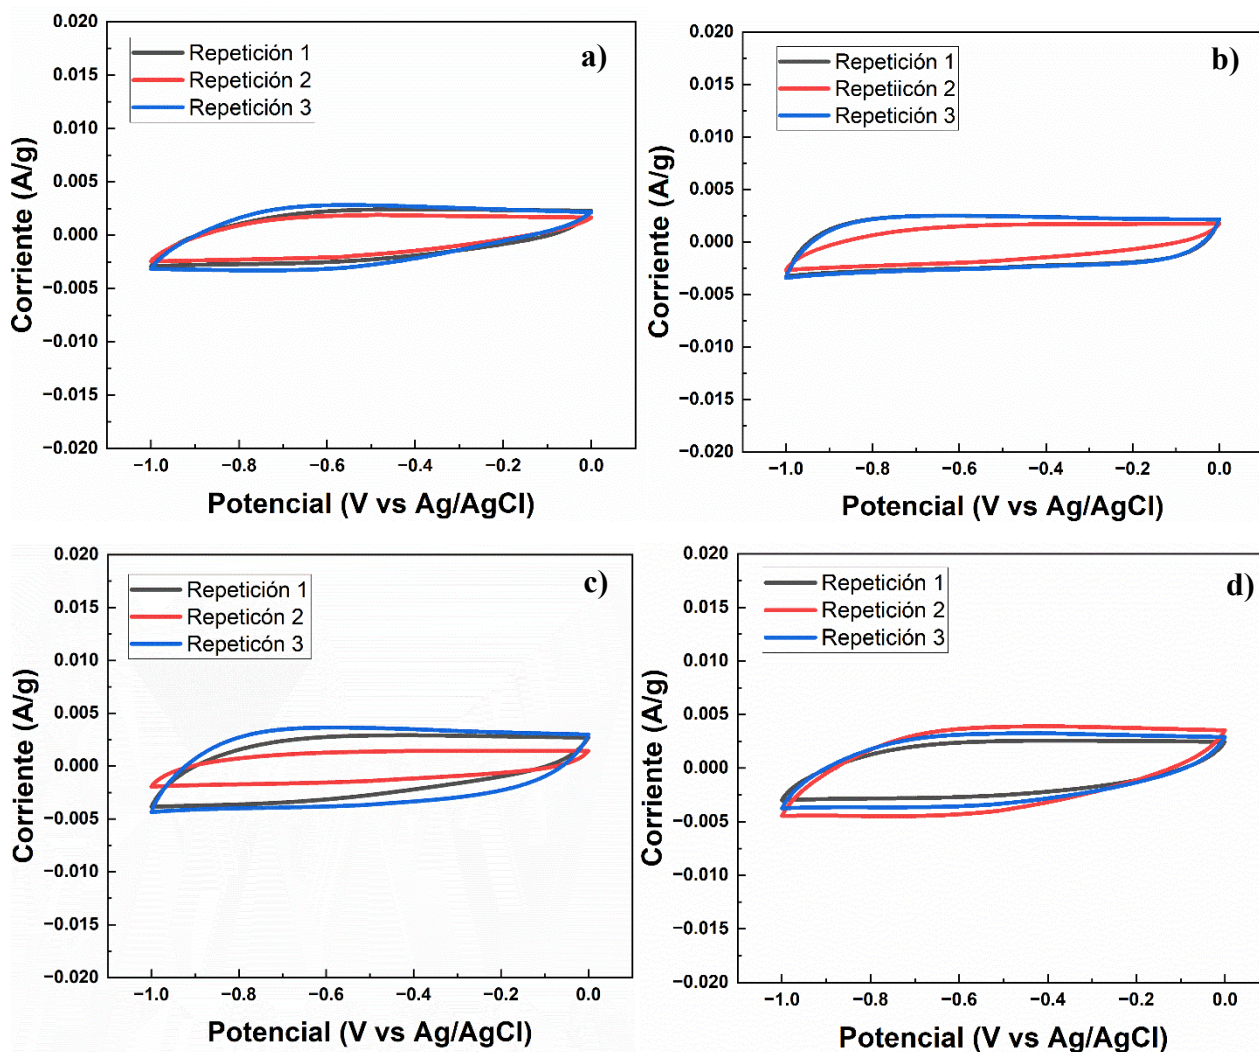 a)
Repetición 1
Repetición 2
Repetición 3
Corriente (A/g)
0.020
0.015
0.010
0.005
0.000
−0.005
−0.010
−0.015
−0.020
−1.0 −0.8 −0.6 −0.4 −0.2 0.0
Potencial (V vs Ag/AgCl)
b)
Repetición 1
Repetiicón 2
Repetición 3
Corriente (A/g)
0.020
0.015
0.010
0.005
0.000
−0.005
−0.010
−0.015
−0.020
−1.0 −0.8 −0.6 −0.4 −0.2 0.0
Potencial (V vs Ag/AgCl)
c)
Repetición 1
Repeticón 2
Repeticón 3
Corriente (A/g)
0.020
0.015
0.010
0.005
0.000
−0.005
−0.010
−0.015
−0.020
−1.0 −0.8 −0.6 −0.4 −0.2 0.0
Potencial (V vs Ag/AgCl)
d)
Repetición 1
Repetición 2
Repetición 3
Corriente (A/g)
0.020
0.015
0.010
0.005
0.000
−0.005
−0.010
−0.015
−0.020
−1.0 −0.8 −0.6 −0.4 −0.2 0.0
Potencial (V vs Ag/AgCl)